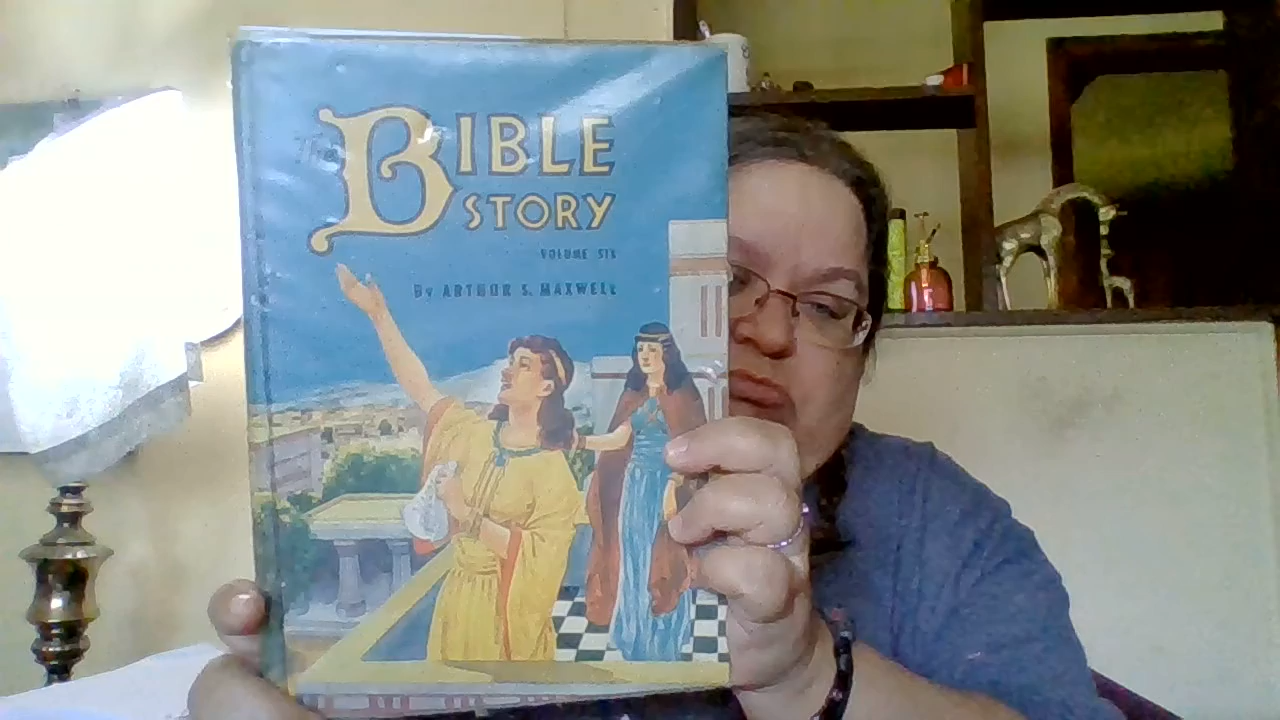 The
BIBLE
STORY
VOLUME SIX
By ARTHUR S. MAXWELL